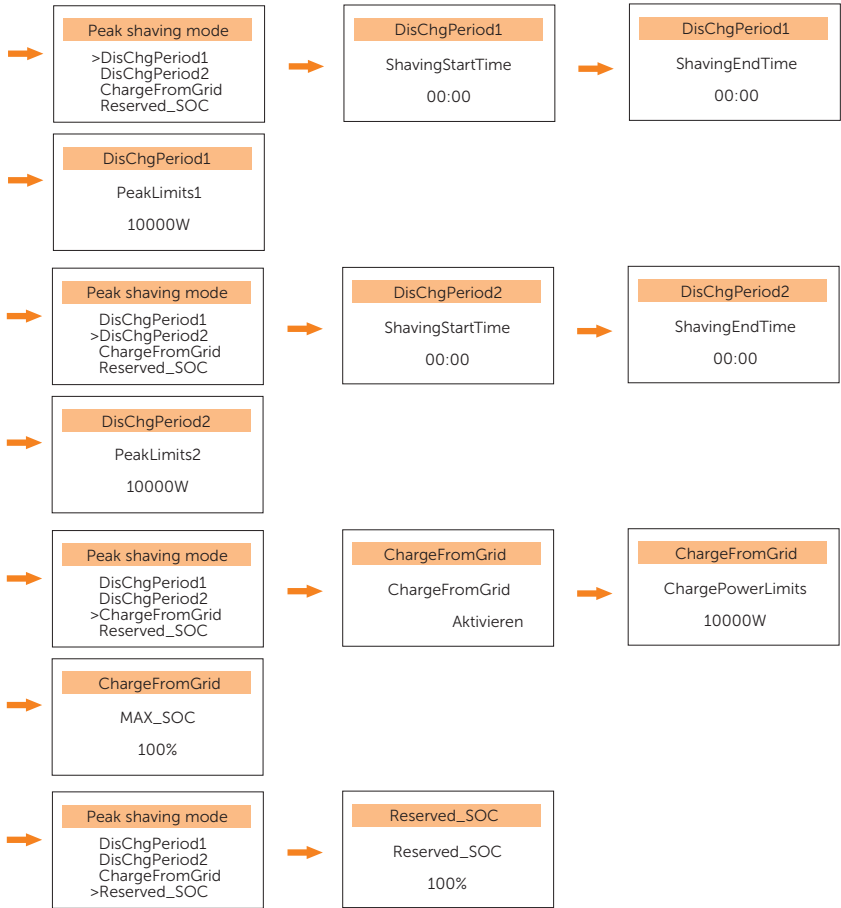 Peak shaving mode
>DisChgPeriod1
DisChgPeriod2
ChargeFromGrid
Reserved_SOC
DisChgPeriod1
ShavingStartTime
00:00
DisChgPeriod1
ShavingEndTime
00:00
DisChgPeriod1
PeakLimits1
10000W
Peak shaving mode
DisChgPeriod1
>DisChgPeriod2
ChargeFromGrid
Reserved_SOC
DisChgPeriod2
ShavingStartTime
00:00
DisChgPeriod2
ShavingEndTime
00:00
DisChgPeriod2
PeakLimits2
10000W
Peak shaving mode
DisChgPeriod1
DisChgPeriod2
>ChargeFromGrid
Reserved_SOC
ChargeFromGrid
ChargeFromGrid
Aktivieren
ChargeFromGrid
ChargePowerLimits
10000W
ChargeFromGrid
MAX_SOC
100%
Peak shaving mode
DisChgPeriod1
DisChgPeriod2
ChargeFromGrid
>Reserved_SOC
Reserved_SOC
Reserved_SOC
100%